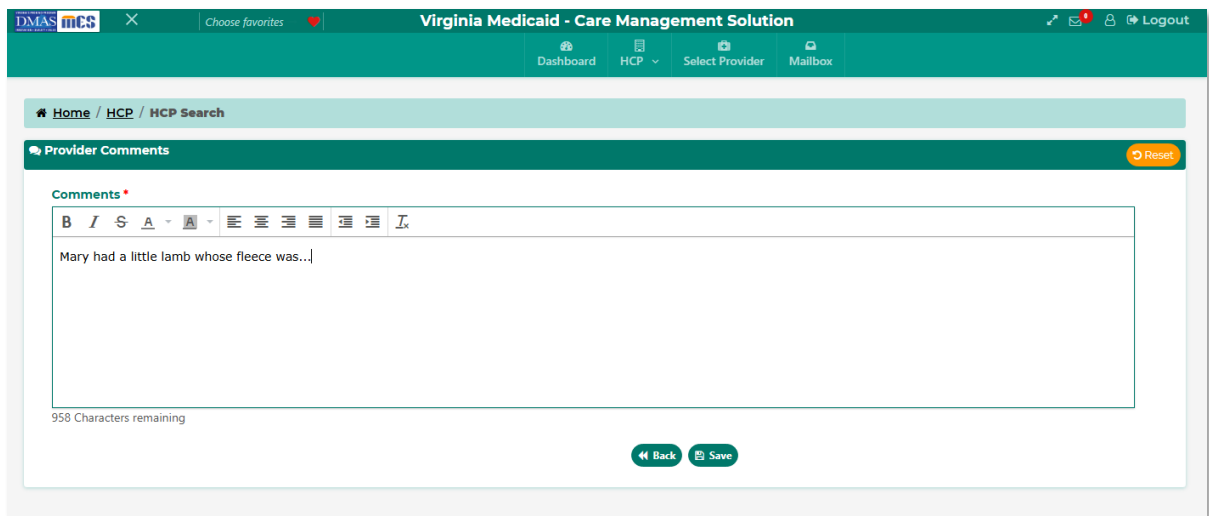 DMAS mCS Choose favorites Virginia Medicaid - Care Management Solution 0 Logout
Dashboard HCP Select Provider Mailbox
Home / HCP / HCP Search
Provider Comments Reset
Comments *
B I S A A Tx
Mary had a little lamb whose fleece was...
958 Characters remaining
Back Save